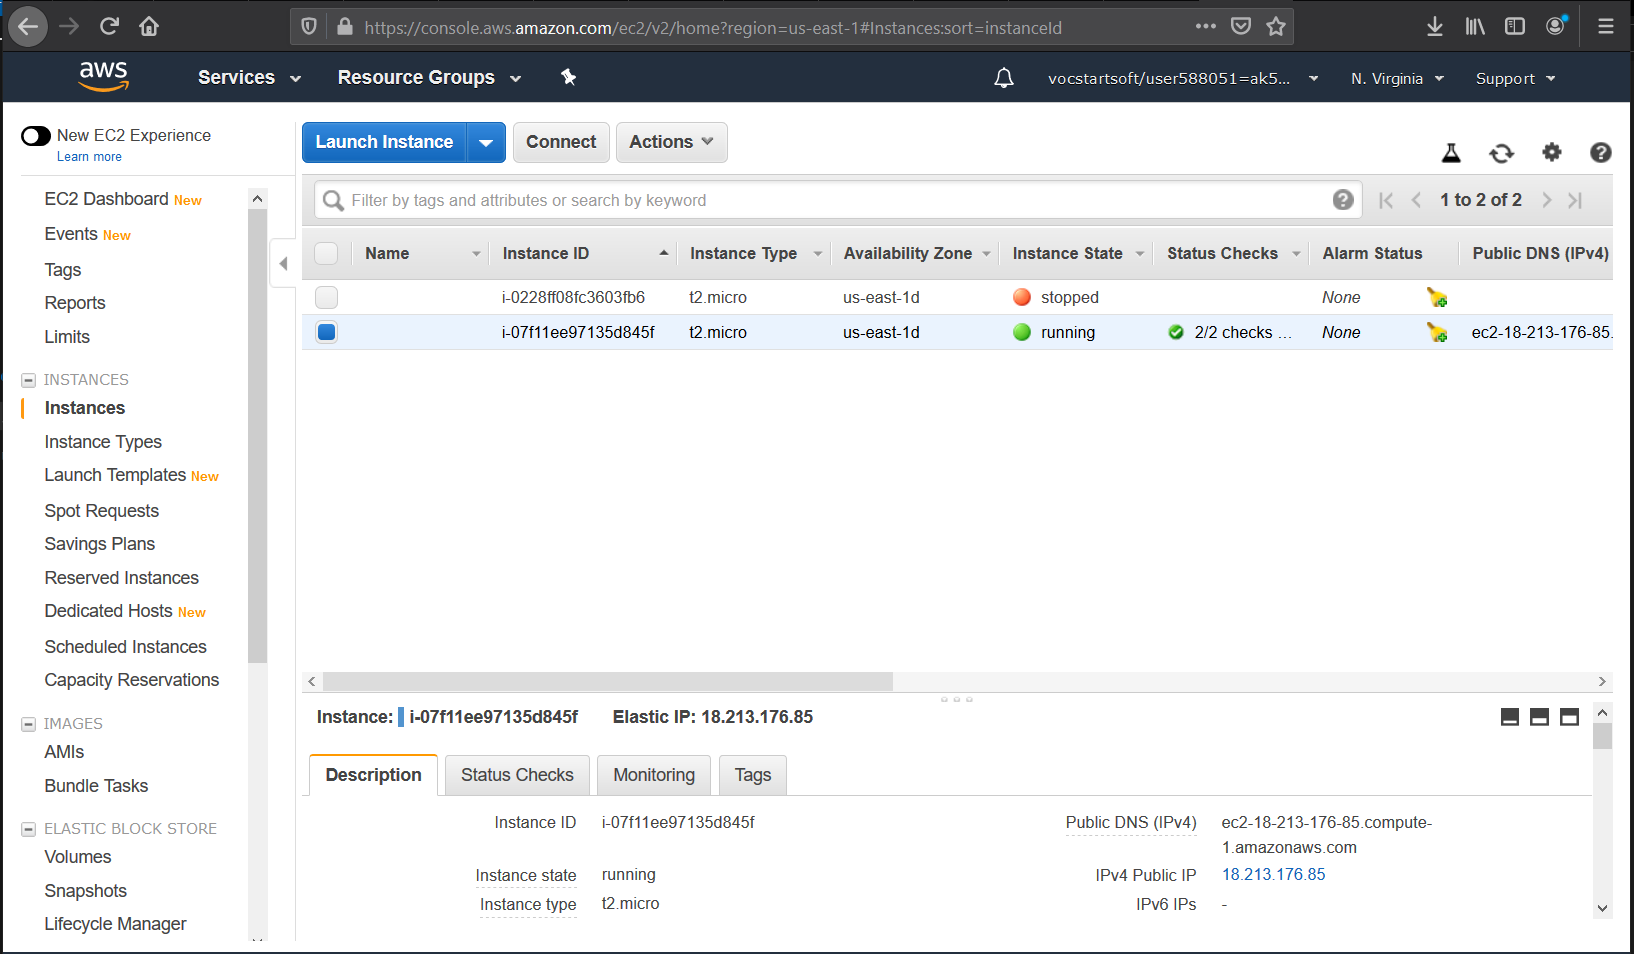 https://console.aws.amazon.com/ec2/v2/home?region=us-east-1#Instances:sort=instanceId
aws Services Resource Groups vocstartsoft/user588051=ak5... N. Virginia Support
New EC2 Experience
Learn more
EC2 Dashboard New
Events New
Tags
Reports
Limits
INSTANCES
Instances
Instance Types
Launch Templates New
Spot Requests
Savings Plans
Reserved Instances
Dedicated Hosts New
Scheduled Instances
Capacity Reservations
IMAGES
AMIs
Bundle Tasks
ELASTIC BLOCK STORE
Volumes
Snapshots
Lifecycle Manager
Launch Instance Connect Actions
Filter by tags and attributes or search by keyword 1 to 2 of 2
Name Instance ID Instance Type Availability Zone Instance State Status Checks Alarm Status Public DNS (IPv4)
i-0228ff08fc3603fb6 t2.micro us-east-1d stopped None
i-07f11ee97135d845f t2.micro us-east-1d running 2/2 checks ... None ec2-18-213-176-85.
Instance: i-07f11ee97135d845f Elastic IP: 18.213.176.85
Description Status Checks Monitoring Tags
Instance ID i-07f11ee97135d845f Public DNS (IPv4) ec2-18-213-176-85.compute-
1.amazonaws.com
Instance state running IPv4 Public IP 18.213.176.85
Instance type t2.micro IPv6 IPs -